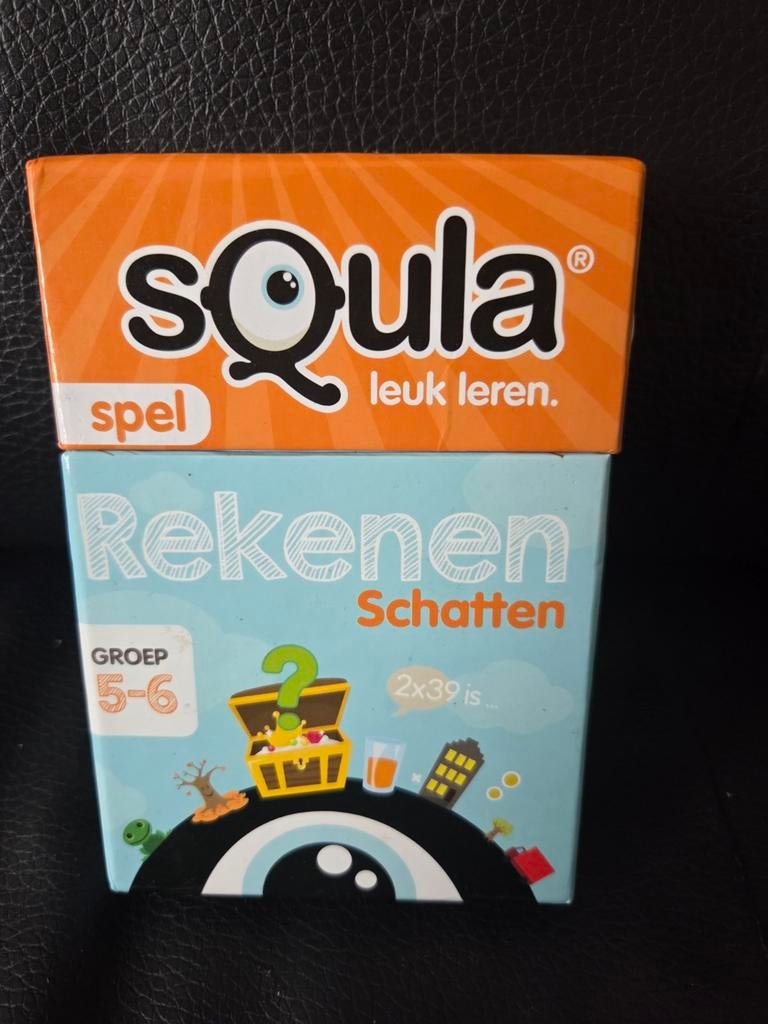 sQula®
leuk leren.
spel
Rekenen
Schatten
GROEP
5-6
?
2x39 is ...